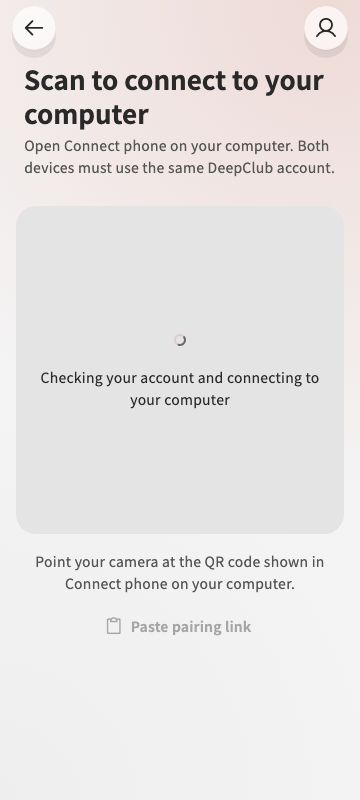 Scan to connect to your
computer
Open Connect phone on your computer. Both
devices must use the same DeepClub account.
Checking your account and connecting to
your computer
Point your camera at the QR code shown in
Connect phone on your computer.
Paste pairing link